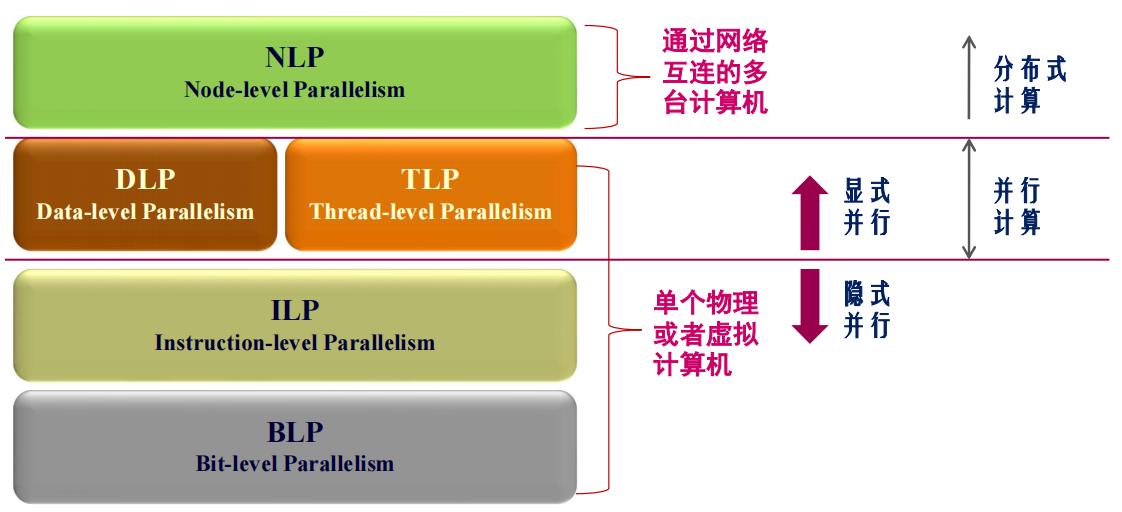 NLP
Node-level Parallelism
通过网络
互连的多
台计算机
分布式
计算
DLP
Data-level Parallelism
TLP
Thread-level Parallelism
显式
并行
并行
计算
ILP
Instruction-level Parallelism
单个物理
或者虚拟
计算机
隐式
并行
BLP
Bit-level Parallelism